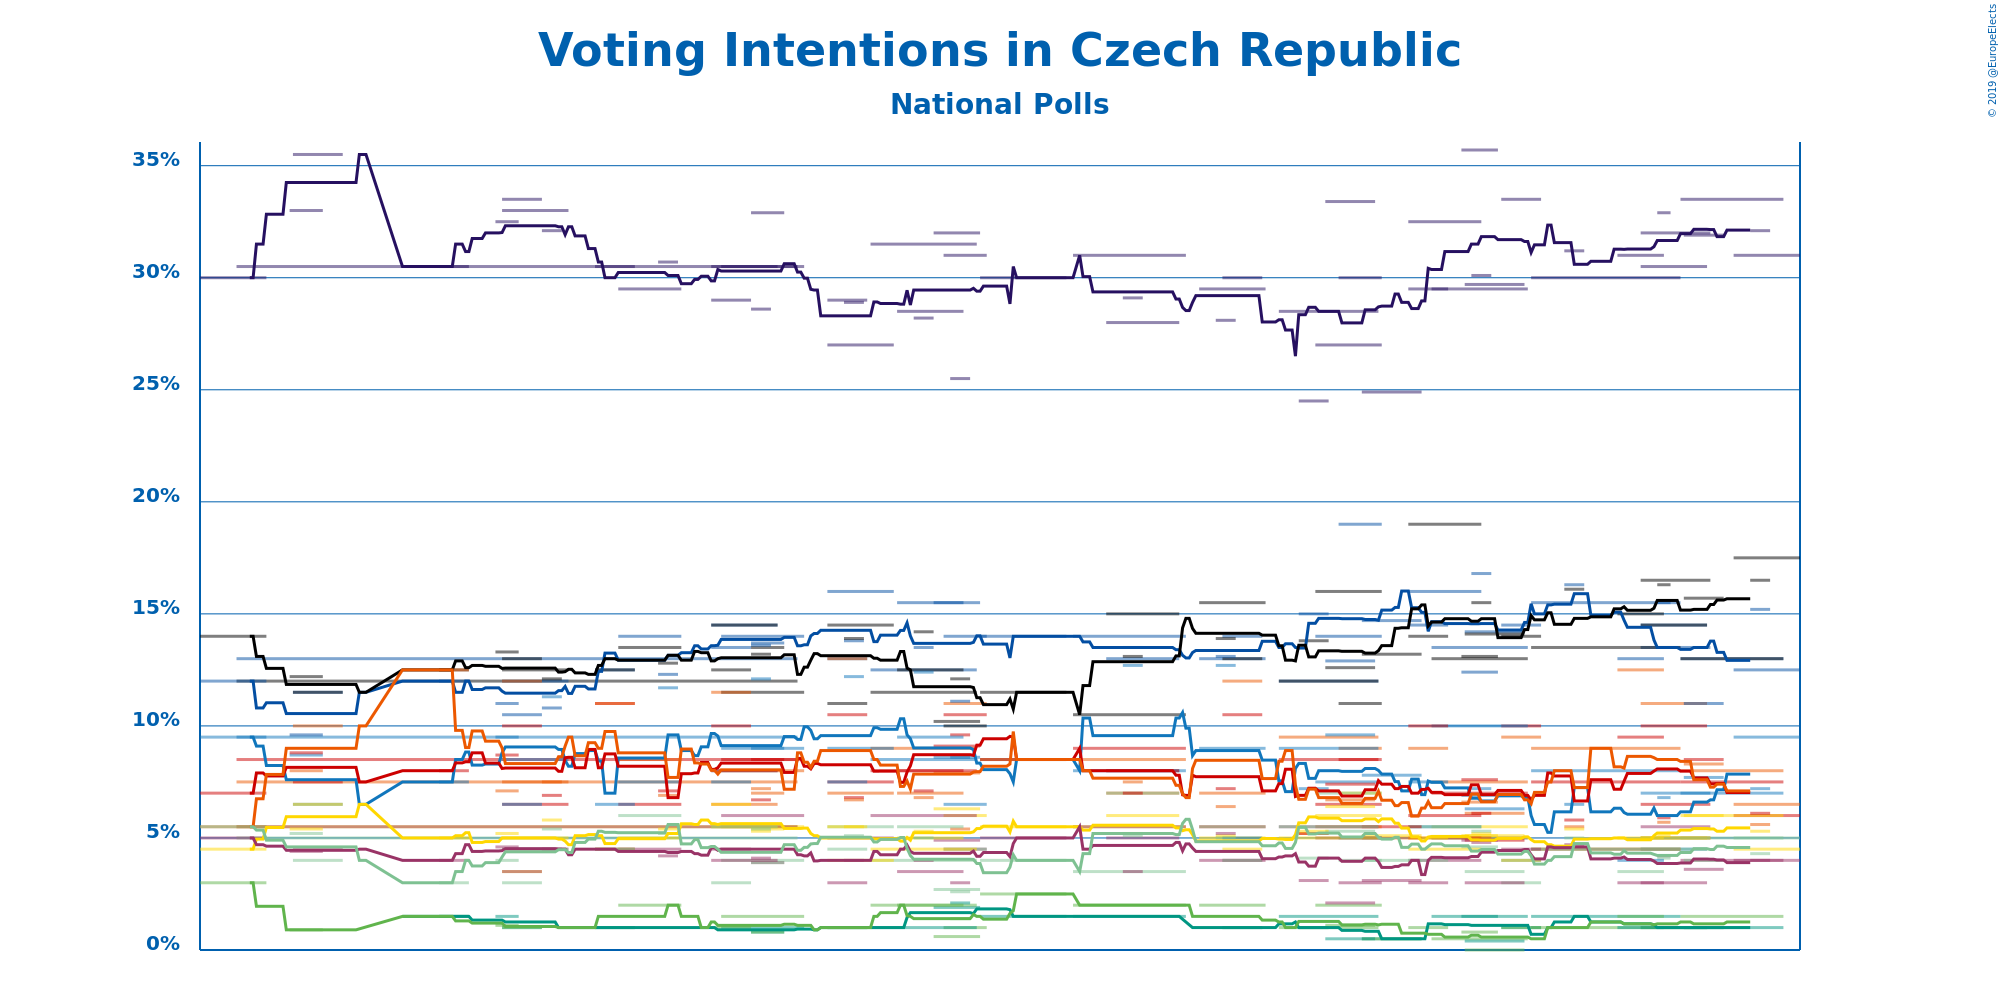 Voting Intentions in Czech Republic
National Polls
© 2019 @EuropeElects
35%
30%
25%
20%
15%
10%
5%
0%